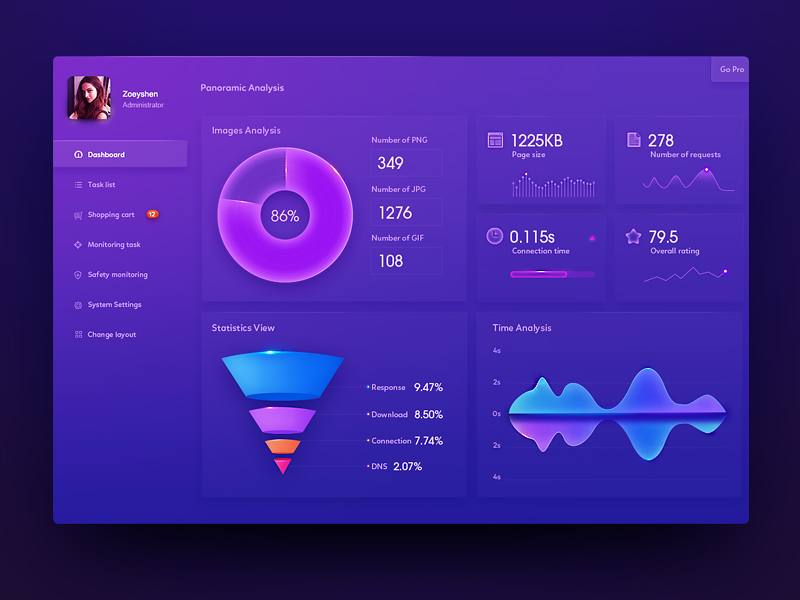 Go Pro
Zoeyshen
Administrator
Panoramic Analysis
Dashboard
Task list
Shopping cart 12
Monitoring task
Safety monitoring
System Settings
Change layout
Images Analysis
86%
Number of PNG
349
Number of JPG
1276
Number of GIF
108
1225KB
Page size
278
Number of requests
0.115s
Connection time
79.5
Overall rating
Statistics View
Response 9.47%
Download 8.50%
Connection 7.74%
DNS 2.07%
Time Analysis
4s
2s
0s
2s
4s